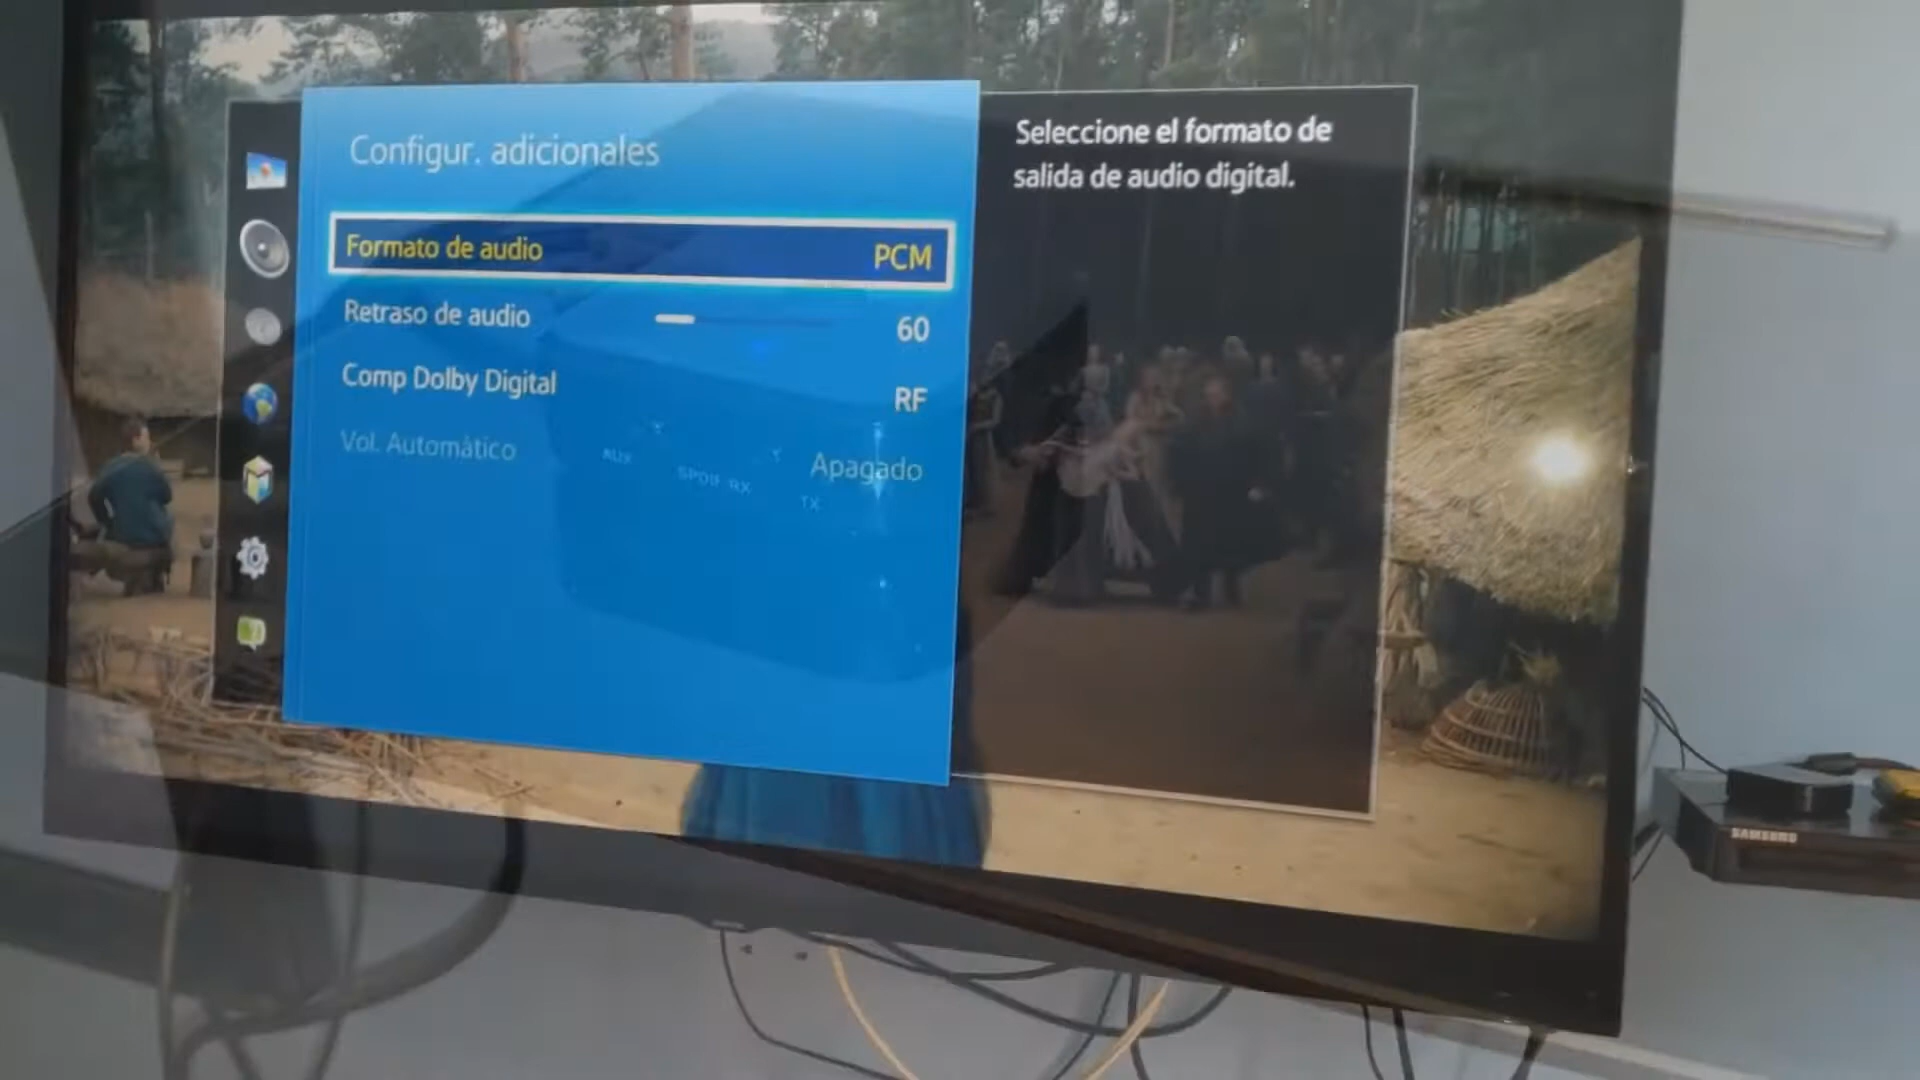 Configur. adicionales
Formato de audio PCM
Retraso de audio 60
Comp Dolby Digital RF
Vol. Automático Apagado
Seleccione el formato de
salida de audio digital.
AUX
SPDIF RX
TX
SAMSUNG